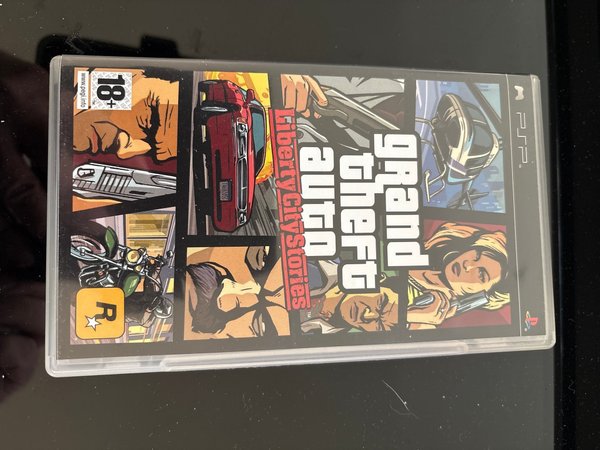 PSP
grand
theft
auto
Liberty City Stories
18+
www.pegi.info
R